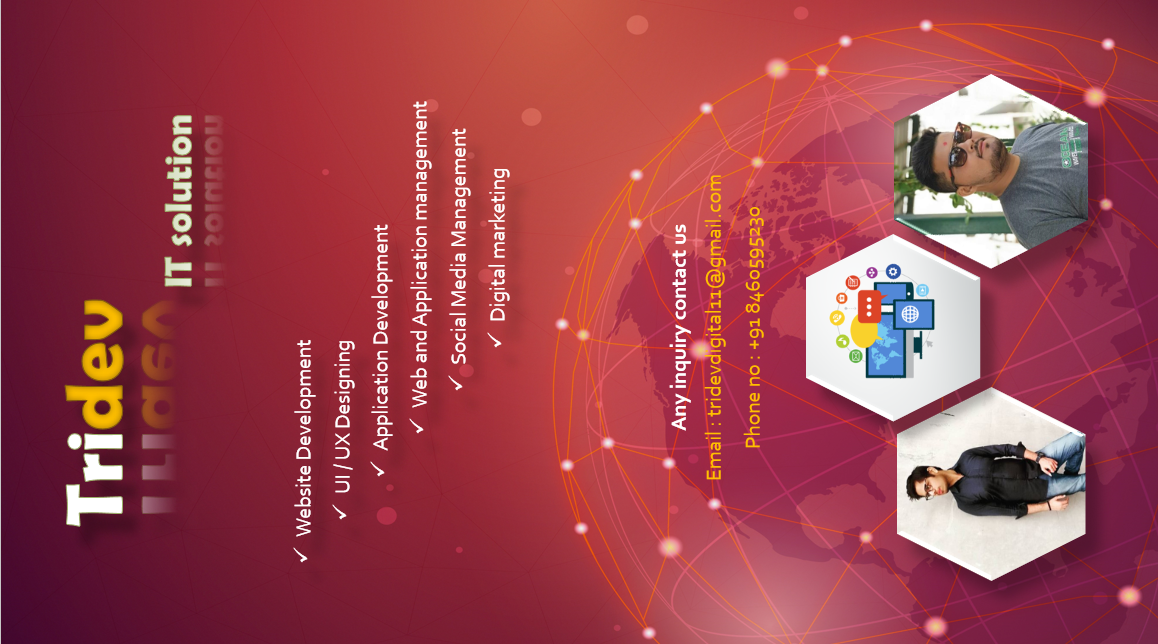 Tridev
IT solution
✓ Website Development
✓ UI / UX Designing
✓ Application Development
✓ Web and Application management
✓ Social Media Management
✓ Digital marketing
Any inquiry contact us
Email : tridevdigital11@gmail.com
Phone no : +91 8460595230